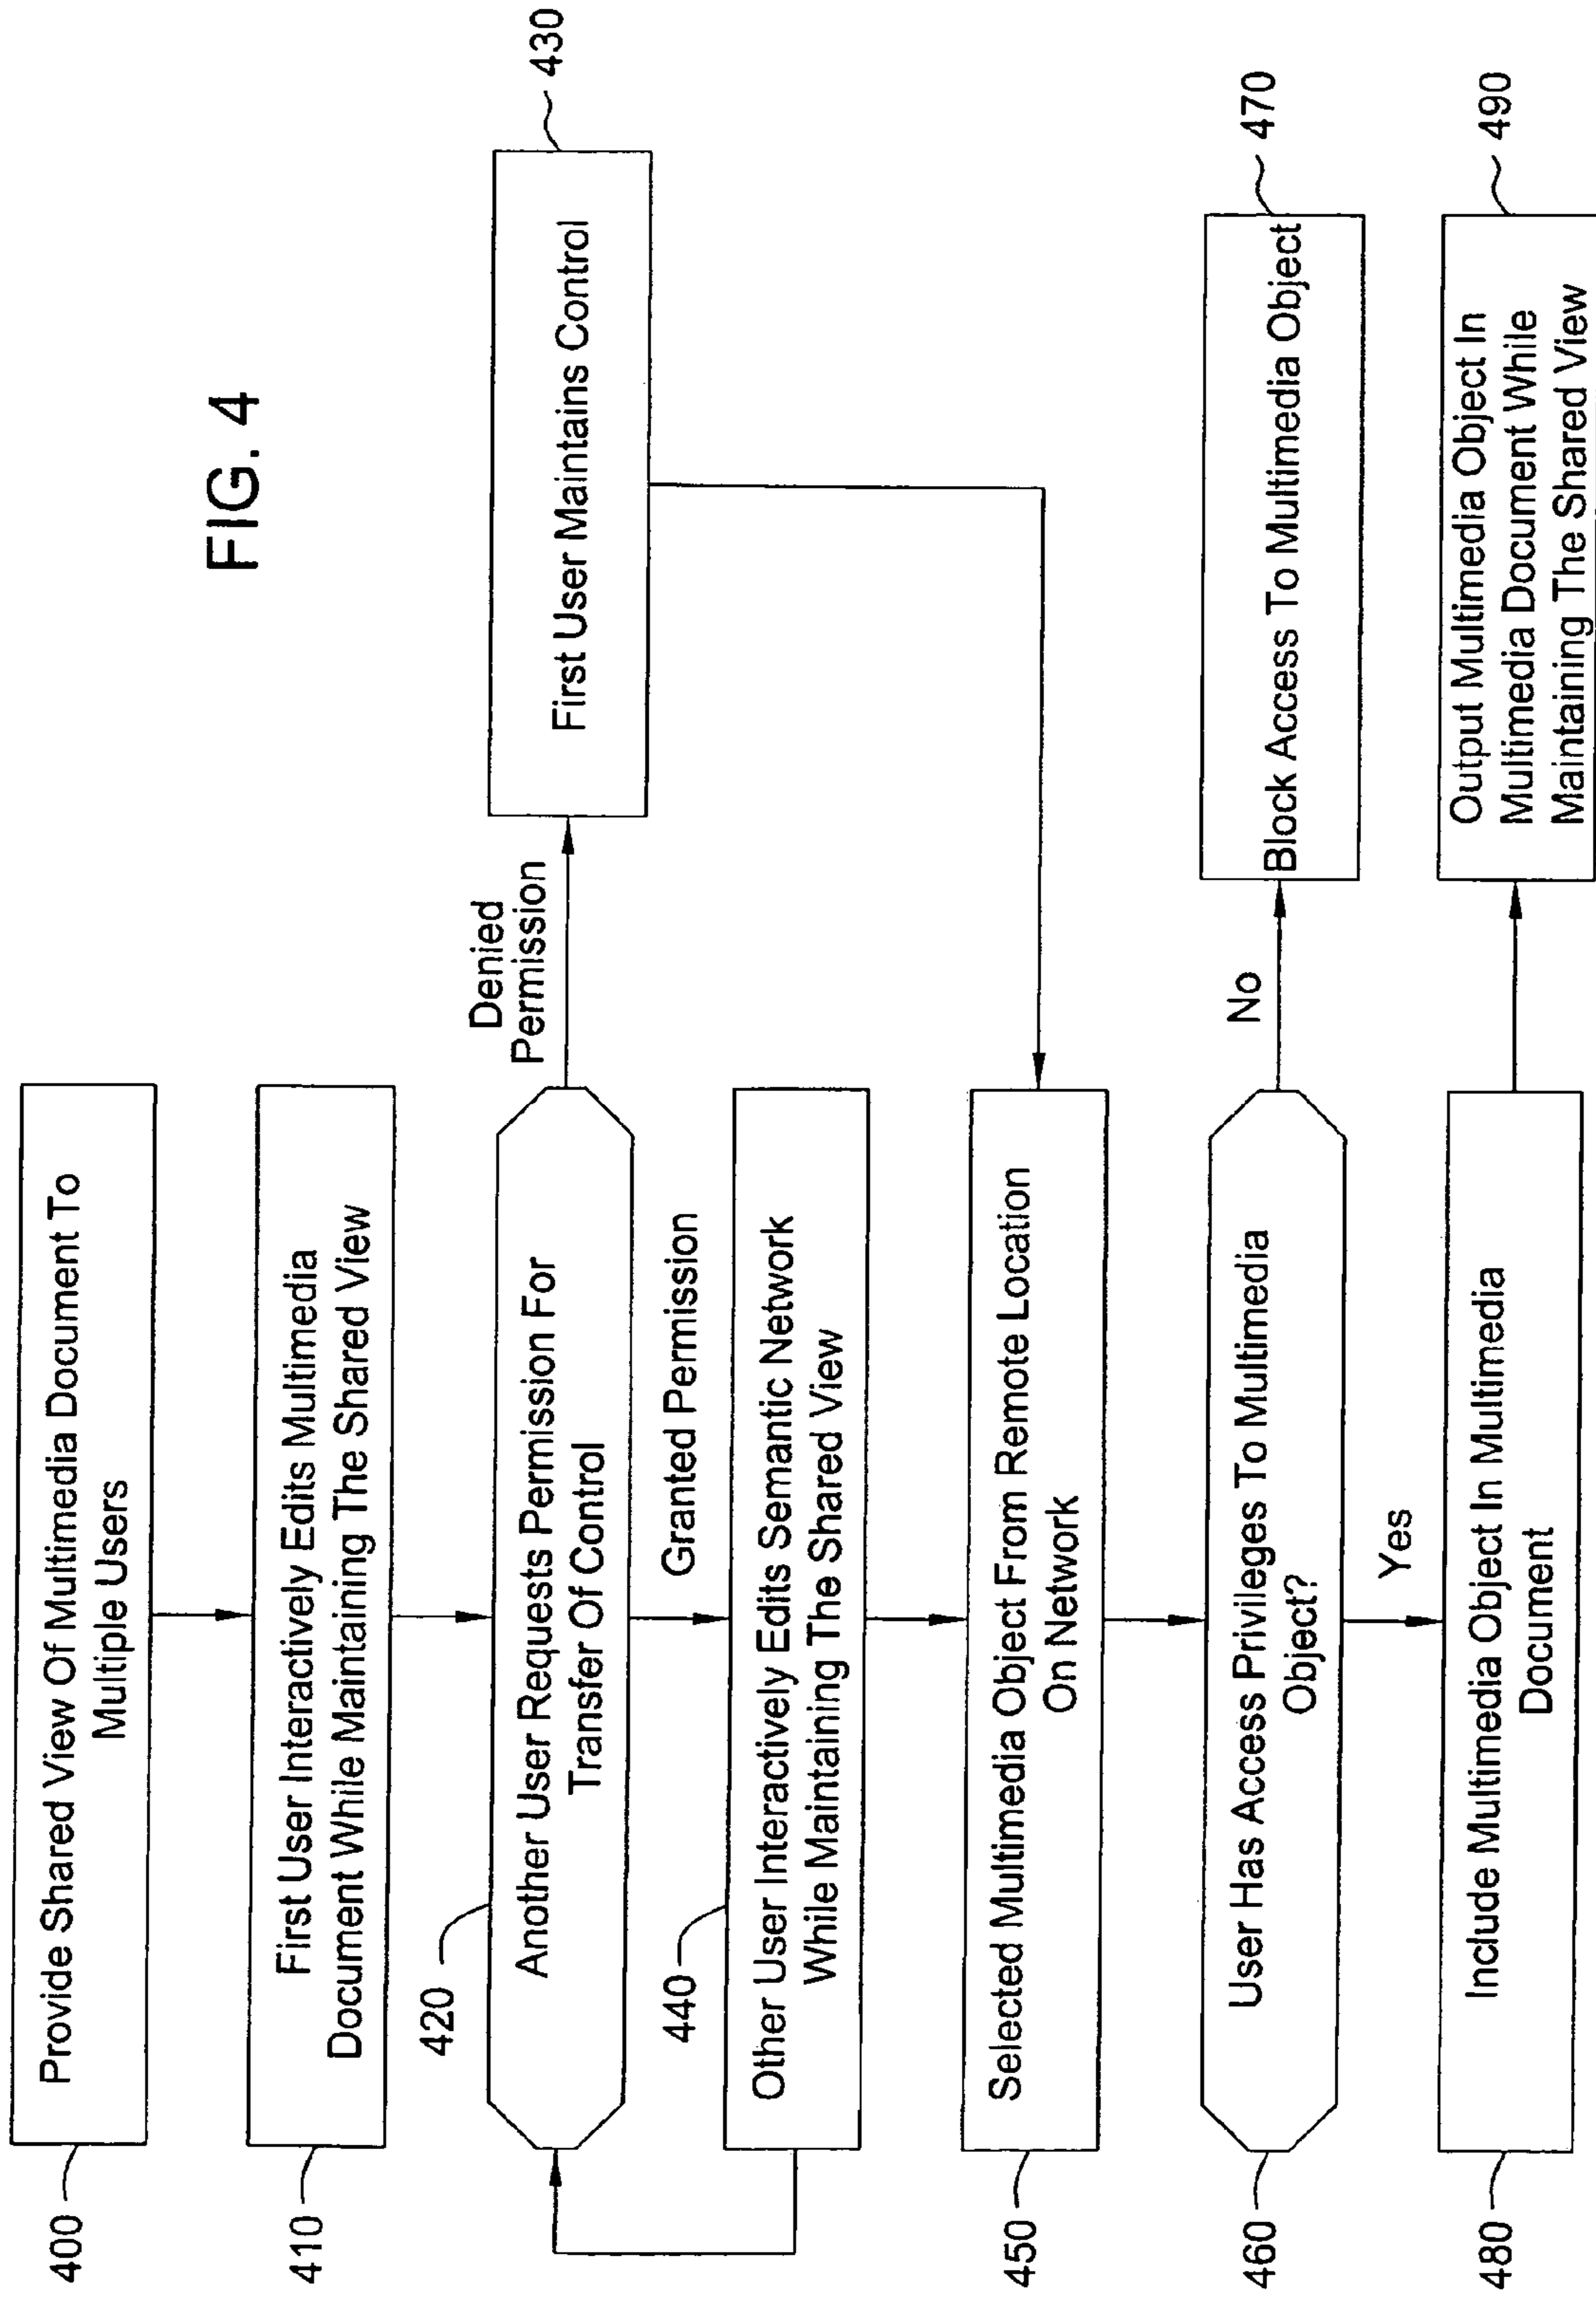 FIG. 4
400
Provide Shared View Of Multimedia Document To
Multiple Users
410
First User Interactively Edits Multimedia
Document While Maintaining The Shared View
420
Another User Requests Permission For
Transfer Of Control
Denied
Permission
First User Maintains Control
430
Granted Permission
440
Other User Interactively Edits Semantic Network
While Maintaining The Shared View
450
Selected Multimedia Object From Remote Location
On Network
460
User Has Access Privileges To Multimedia
Object?
No
Block Access To Multimedia Object
470
Yes
480
Include Multimedia Object In Multimedia
Document
Output Multimedia Object In
Multimedia Document While
Maintaining The Shared View
490